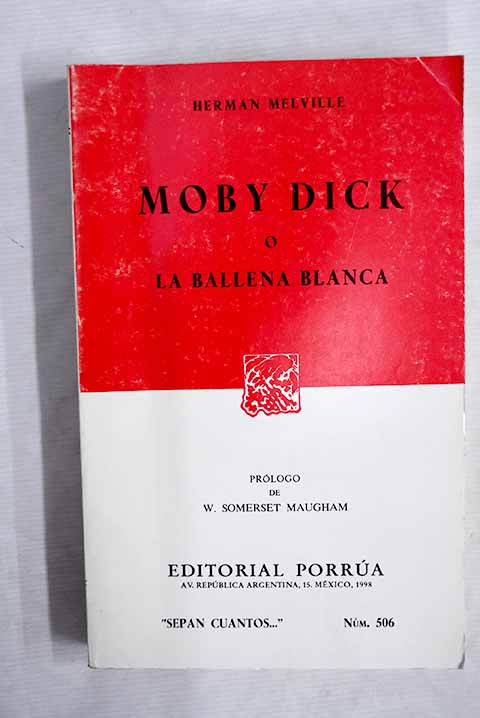 HERMAN MELVILLE
MOBY DICK
O
LA BALLENA BLANCA
PRÓLOGO
DE
W. SOMERSET MAUGHAM
EDITORIAL PORRÚA
AV. REPÚBLICA ARGENTINA, 15. MÉXICO, 1998
"SEPAN CUANTOS..." NÚM. 506